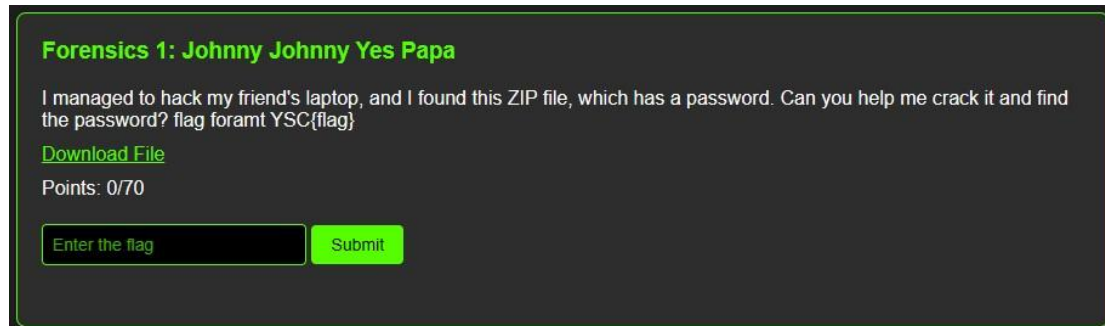 Forensics 1: Johnny Johnny Yes Papa
I managed to hack my friend's laptop, and I found this ZIP file, which has a password. Can you help me crack it and find
the password? flag foramt YSC{flag}
Download File
Points: 0/70
Enter the flag
Submit